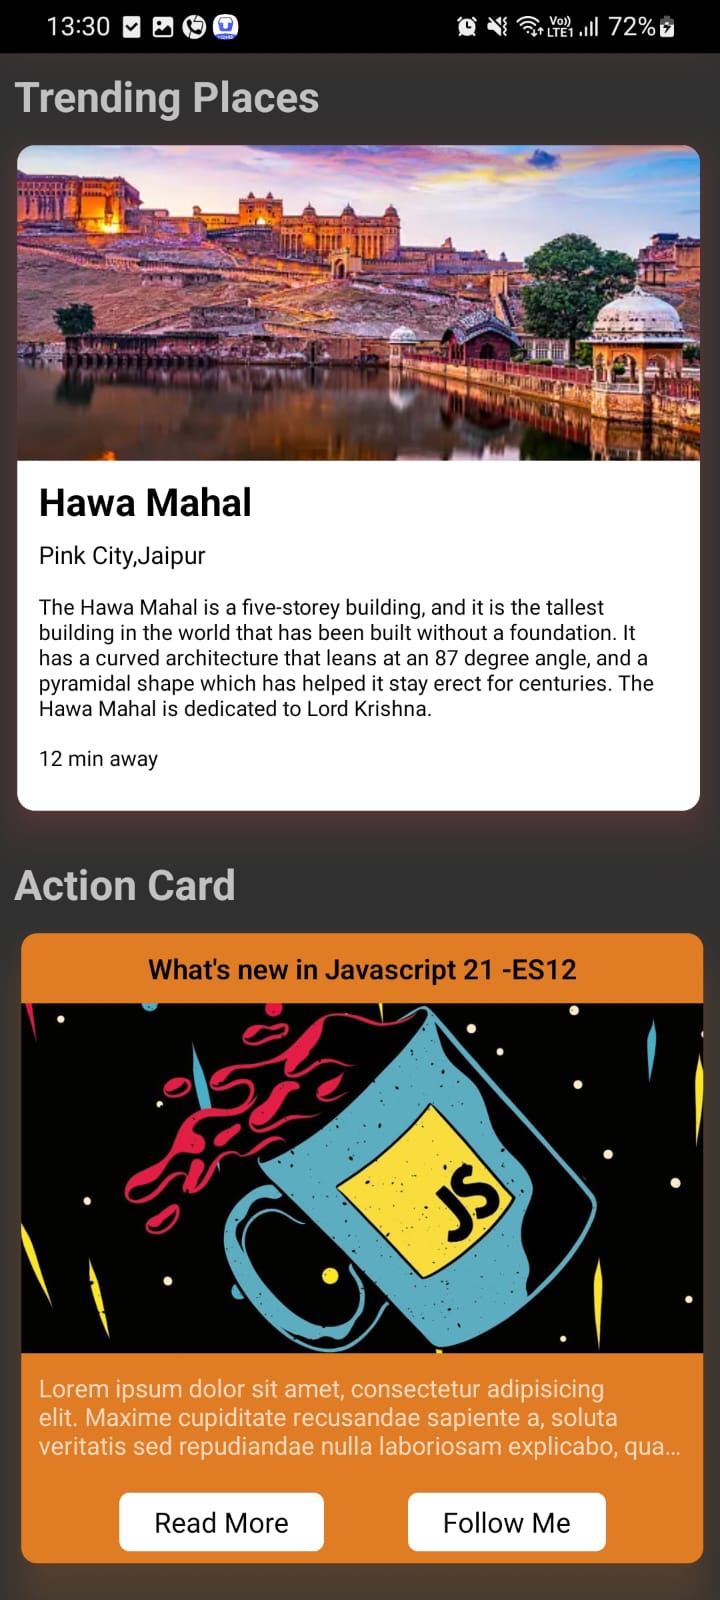 13:30
Vo))
LTE1
72%
Trending Places
Hawa Mahal
Pink City,Jaipur
The Hawa Mahal is a five-storey building, and it is the tallest
building in the world that has been built without a foundation. It
has a curved architecture that leans at an 87 degree angle, and a
pyramidal shape which has helped it stay erect for centuries. The
Hawa Mahal is dedicated to Lord Krishna.
12 min away
Action Card
What's new in Javascript 21 -ES12
JS
Lorem ipsum dolor sit amet, consectetur adipisicing
elit. Maxime cupiditate recusandae sapiente a, soluta
veritatis sed repudiandae nulla laboriosam explicabo, qua...
Read More
Follow Me